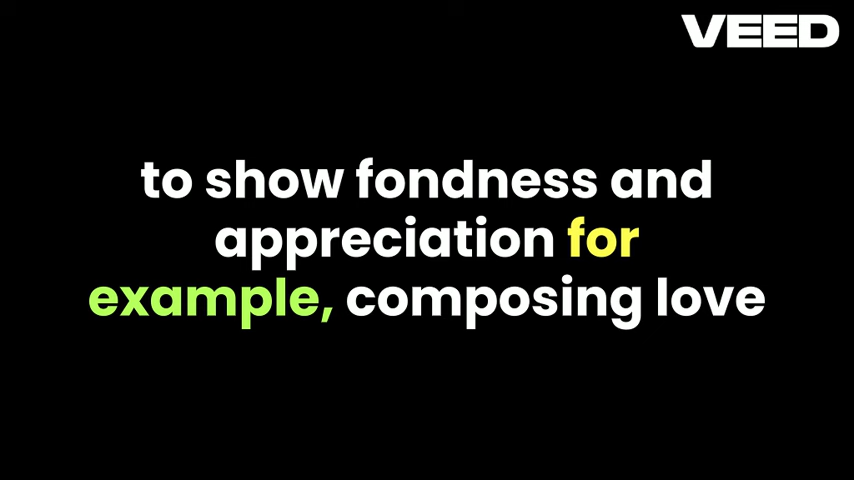 VEED
to show fondness and
appreciation for
example, composing love